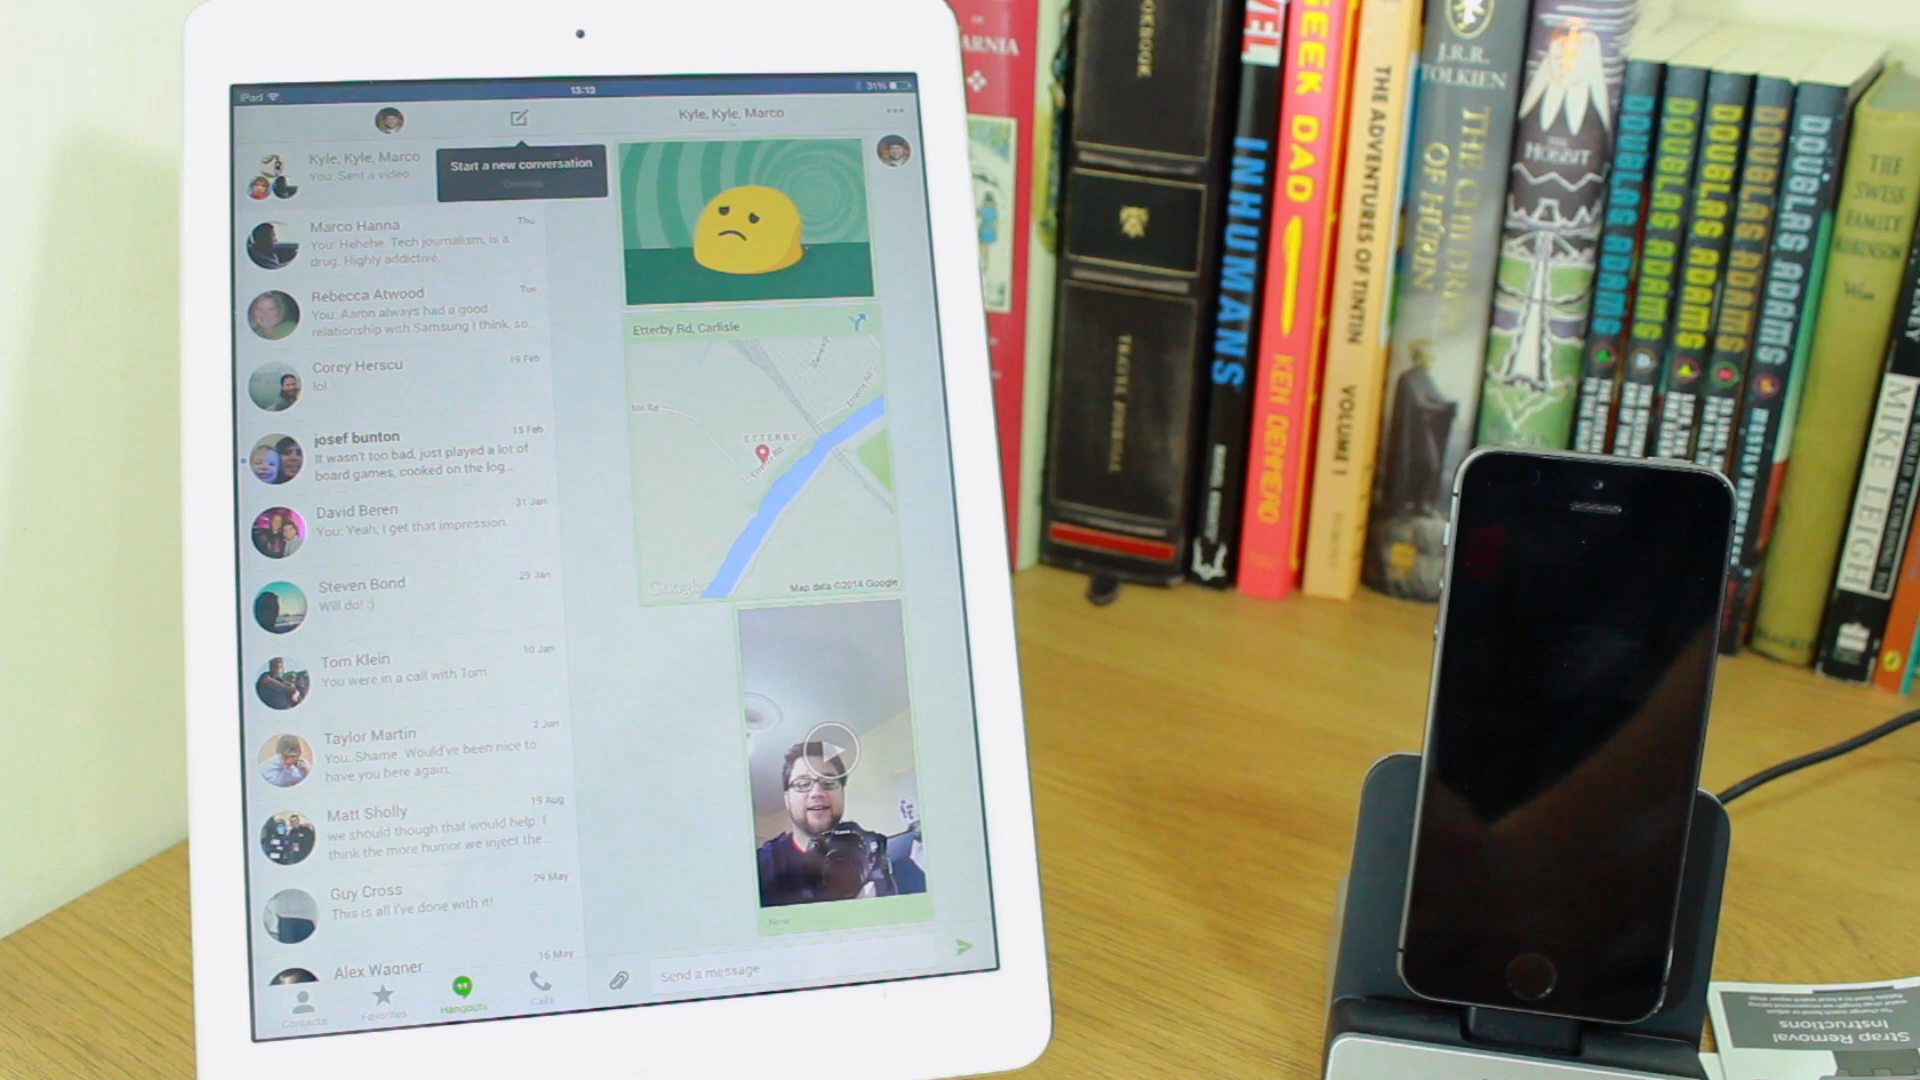 iPad
13:13
31%
Kyle, Kyle, Marco
Kyle, Kyle, Marco
You: Sent a video
Start a new conversation
Dismiss
Marco Hanna
Thu
You: Hehehe. Tech journalism, is a
drug. Highly addictive.
Rebecca Atwood
Tue
You: Aaron always had a good
relationship with Samsung I think, so...
Corey Herscu
19 Feb
lol
josef bunton
15 Feb
It wasn't too bad, just played a lot of
board games, cooked on the log...
David Beren
31 Jan
You: Yeah, I get that impression.
Steven Bond
29 Jan
Will do! :)
Tom Klein
10 Jan
You were in a call with Tom
Taylor Martin
2 Jan
You: Shame. Would've been nice to
have you here again.
Matt Sholly
19 Aug
we should though that would help. I
think the more humor we inject the...
Guy Cross
29 May
This is all I've done with it!
Alex Wagner
16 May
Contacts
Favorites
Hangouts
Calls
Etterby Rd, Carlisle
ETTERBY
Etterby Rd
Etterby Rd
Google
Map data ©2014 Google
Now
Send a message
NARNIA
INHUMANS
GEEK DAD
KEN DENMEAD
THE ADVENTURES OF TINTIN
VOLUME 1
J.R.R.
TOLKIEN
THE CHILDREN
OF HÚRIN
THE
HOBBIT
DOUGLAS ADAMS
DOUGLAS ADAMS
DOUGLAS ADAMS
DOUGLAS ADAMS
DOUGLAS ADAMS
MOSTLY HARMLESS
THE
SWISS
FAMILY
ROBINSON
MIKE LEIGH
Strap Removal
Instructions